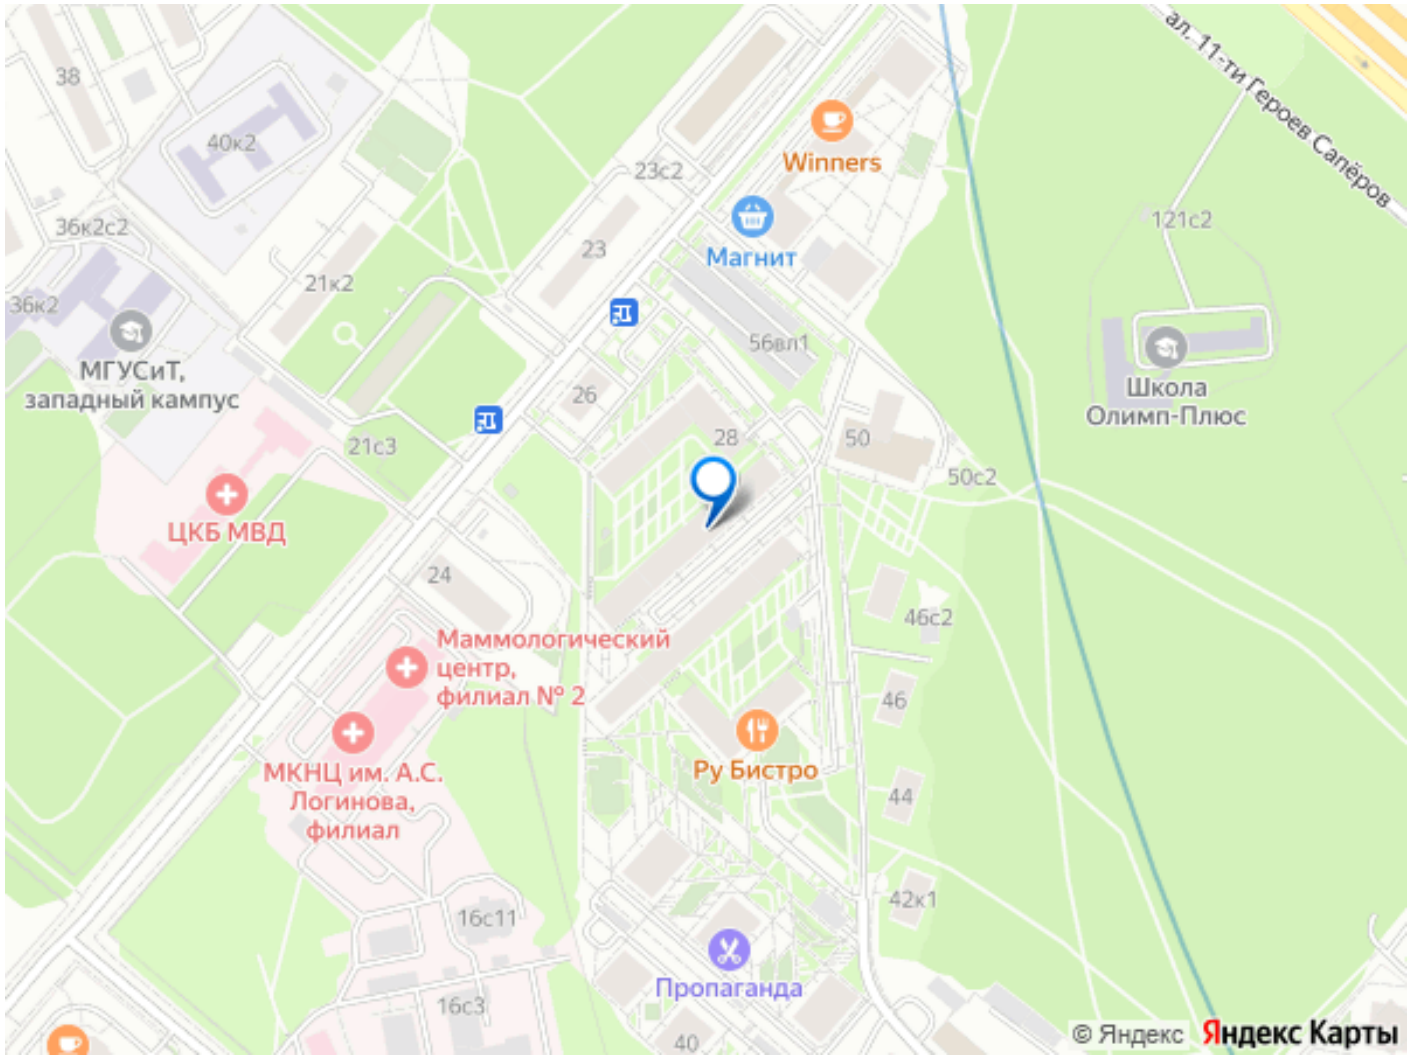 38
ал. 11-ти Героев Сапёров
40к2
Winners
23с2
36к2с2
121с2
23
Магнит
21к2
36к2
56вл1
МГУСиТ,
западный кампус
Школа
Олимп-Плюс
26
28
50
21с3
50с2
ЦКБ МВД
24
46с2
Маммологический
центр,
филиал № 2
46
МКНЦ им. А.С.
Логинова,
филиал
Ру Бистро
44
42к1
16с11
Пропаганда
16с3
40
© Яндекс Яндекс Карты